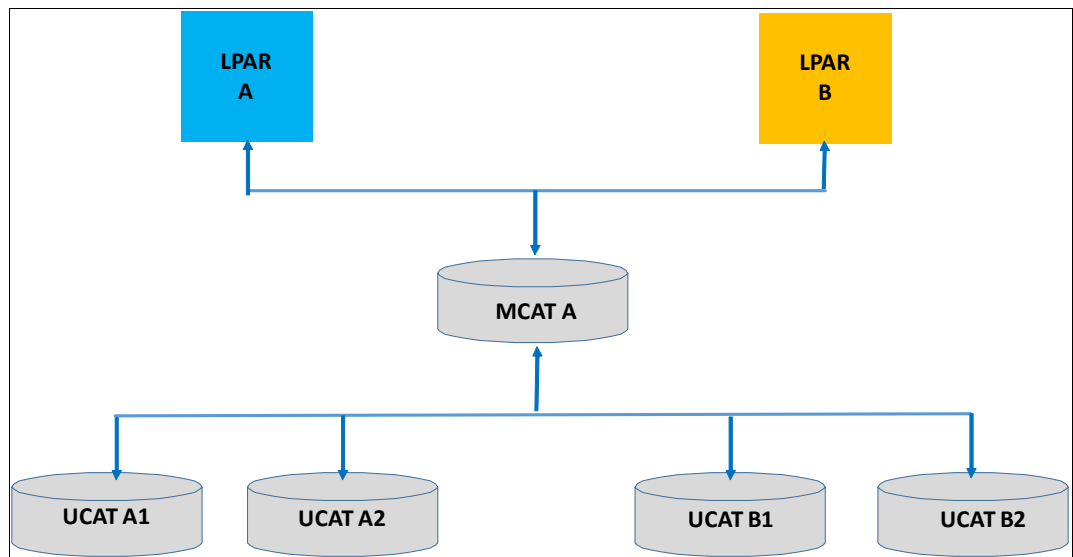 LPAR
A
LPAR
B
MCAT A
UCAT A1
UCAT A2
UCAT B1
UCAT B2